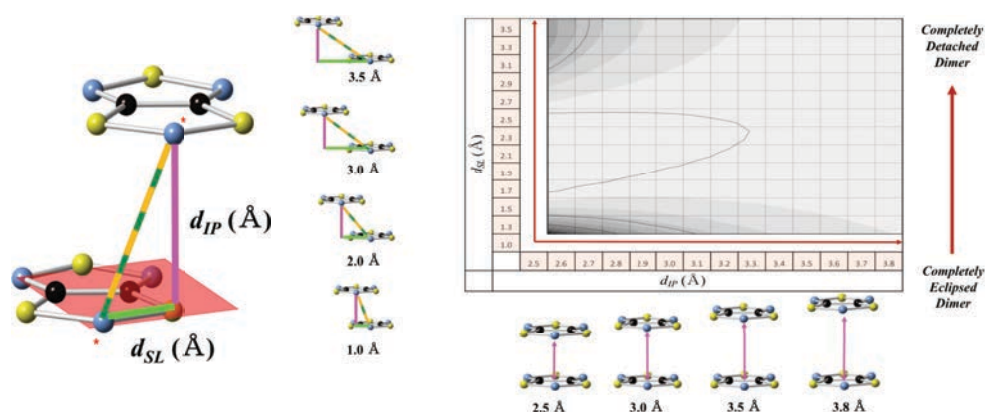 *
d_IP (Å)
*
d_SL (Å)
3.5 Å
3.0 Å
2.0 Å
1.0 Å
d_SL (Å)
3.5
3.3
3.1
2.9
2.7
2.5
2.3
2.1
1.9
1.7
1.5
1.4
1.2
1.0
2.5 2.6 2.7 2.8 2.9 3.0 3.1 3.2 3.3 3.4 3.5 3.6 3.7 3.8
d_IP (Å)
Completely
Detached
Dimer
Completely
Eclipsed
Dimer
2.5 Å 3.0 Å 3.5 Å 3.8 Å